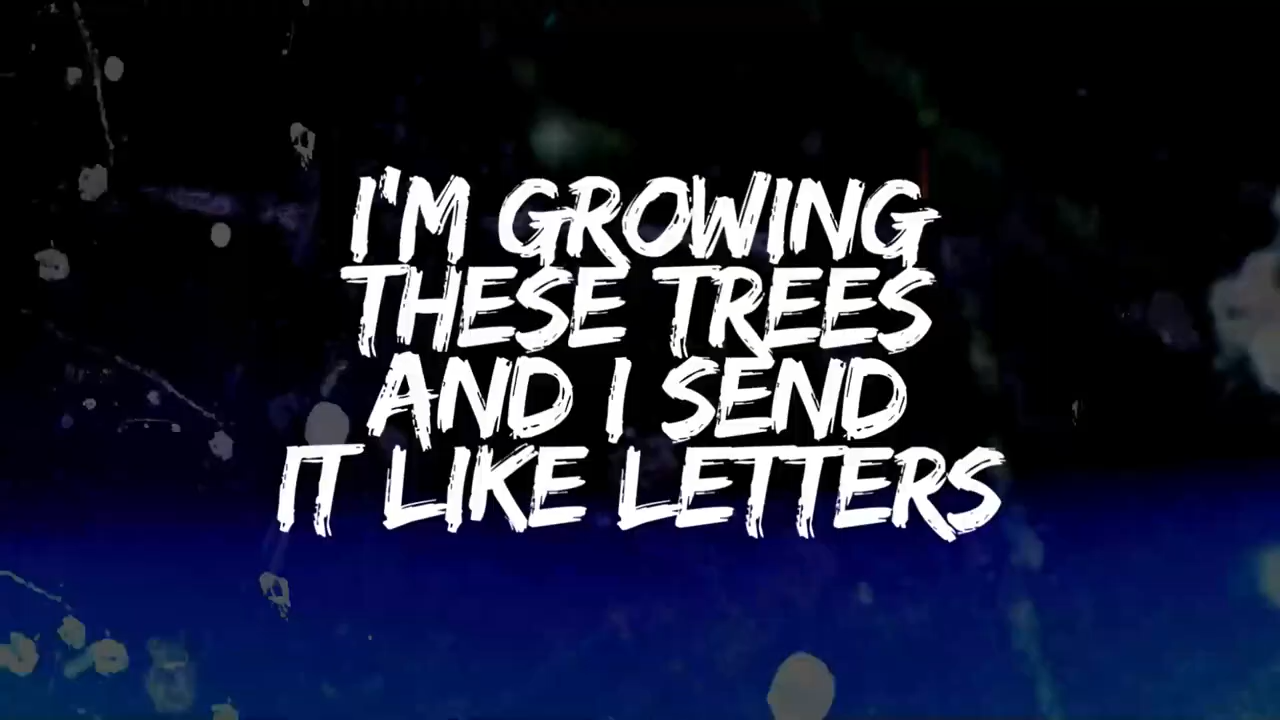 I'M GROWING
THESE TREES
AND I SEND
IT LIKE LETTERS